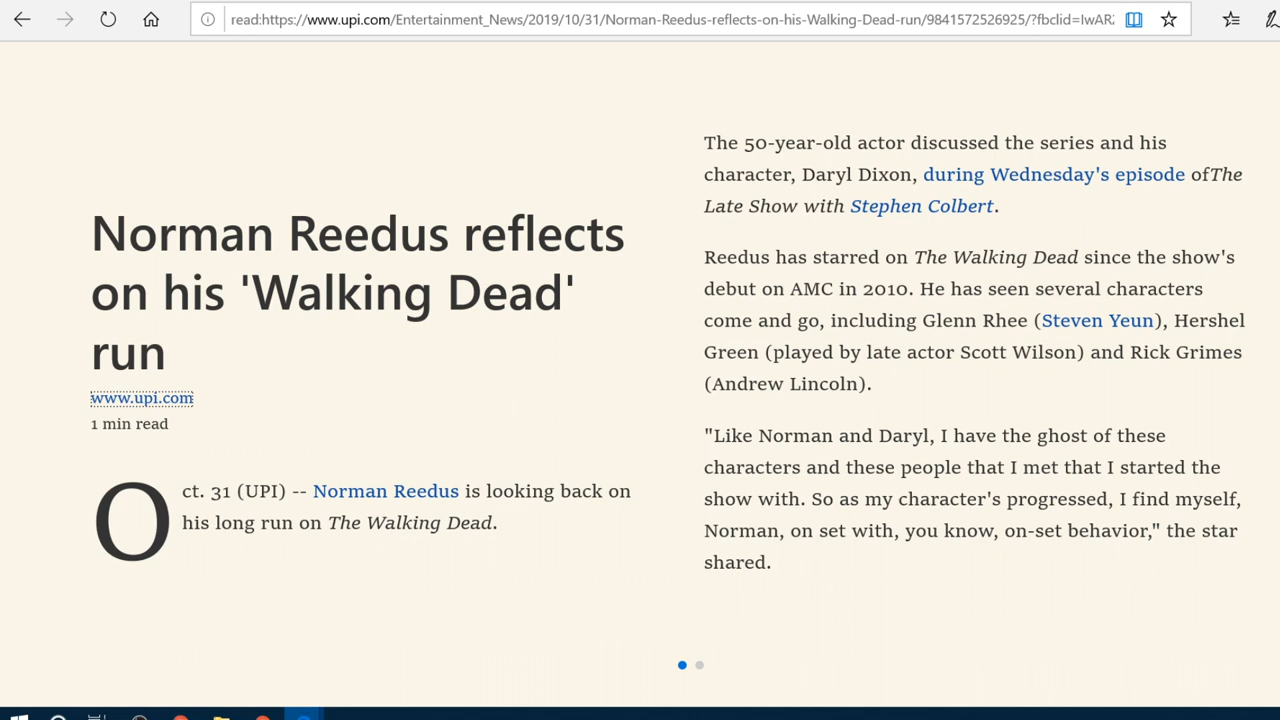 read:https://www.upi.com/Entertainment_News/2019/10/31/Norman-Reedus-reflects-on-his-Walking-Dead-run/9841572526925/?fbclid=IwAR
Norman Reedus reflects
on his 'Walking Dead'
run
www.upi.com
1 min read
Oct. 31 (UPI) -- Norman Reedus is looking back on
his long run on The Walking Dead.
The 50-year-old actor discussed the series and his
character, Daryl Dixon, during Wednesday's episode ofThe
Late Show with Stephen Colbert.
Reedus has starred on The Walking Dead since the show's
debut on AMC in 2010. He has seen several characters
come and go, including Glenn Rhee (Steven Yeun), Hershel
Green (played by late actor Scott Wilson) and Rick Grimes
(Andrew Lincoln).
"Like Norman and Daryl, I have the ghost of these
characters and these people that I met that I started the
show with. So as my character's progressed, I find myself,
Norman, on set with, you know, on-set behavior," the star
shared.